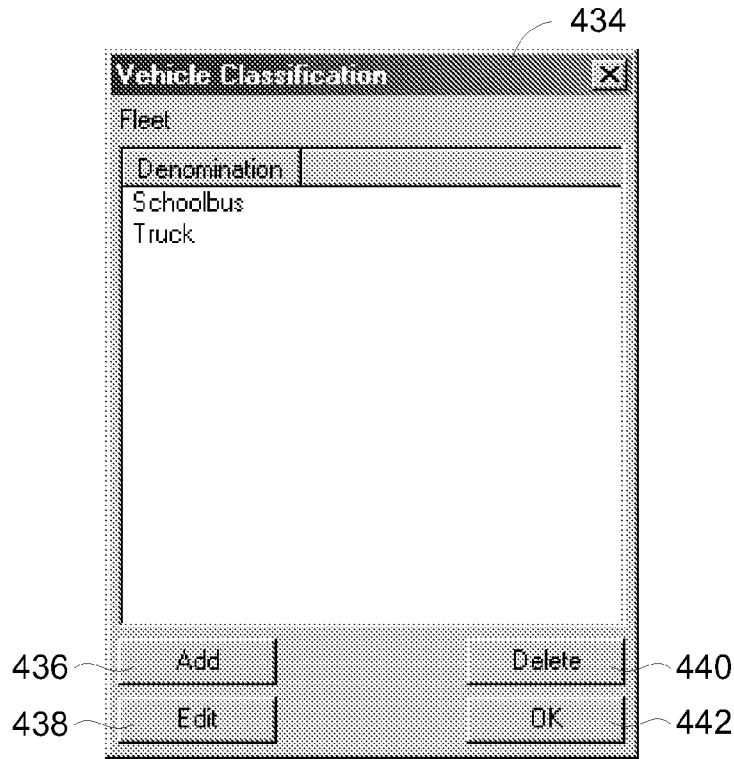 434
Vehicle Classification
Fleet
Denomination
Schoolbus
Truck
436 Add Delete 440
438 Edit OK 442